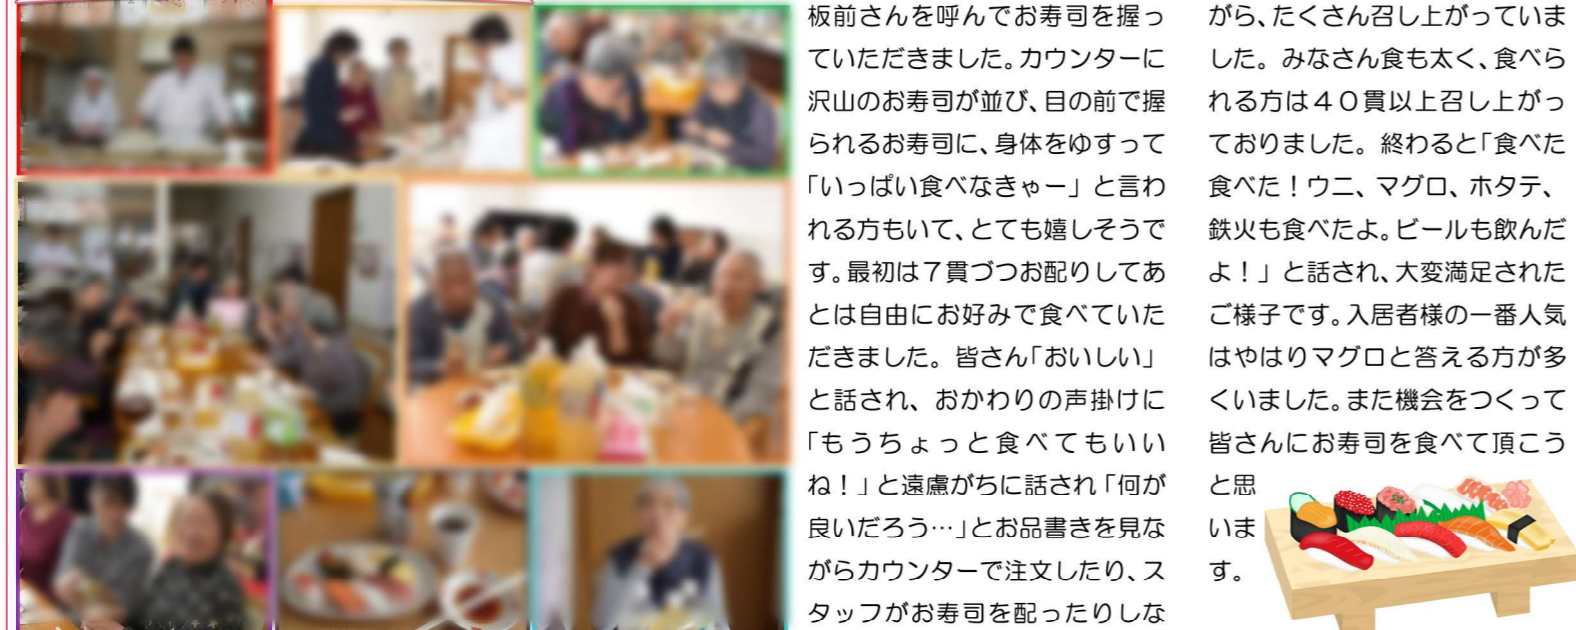 板前さんを呼んでお寿司を握っ
ていただきました。カウンターに
沢山のお寿司が並び、目の前で握
られるお寿司に、身体をゆすって
「いっぱい食べなきゃー」と言わ
れる方もいて、とても嬉しそうで
す。最初は７貫づつお配りしてあ
とは自由にお好みで食べていた
だきました。皆さん「おいしい」
と話され、おかわりの声掛けに
「もうちょっと食べてもいい
ね！」と遠慮がちに話され「何が
良いだろう…」とお品書きを見な
がらカウンターで注文したり、ス
タッフがお寿司を配ったりしな
がら、たくさん召し上がっていま
した。みなさん食も太く、食べら
れる方は４０貫以上召し上がっ
ておりました。終わると「食べた
食べた！ウニ、マグロ、ホタテ、
鉄火も食べたよ。ビールも飲んだ
よ！」と話され、大変満足された
ご様子です。入居者様の一番人気
はやはりマグロと答える方が多
くいました。また機会をつくって
皆さんにお寿司を食べて頂こう
と思
いま
す。